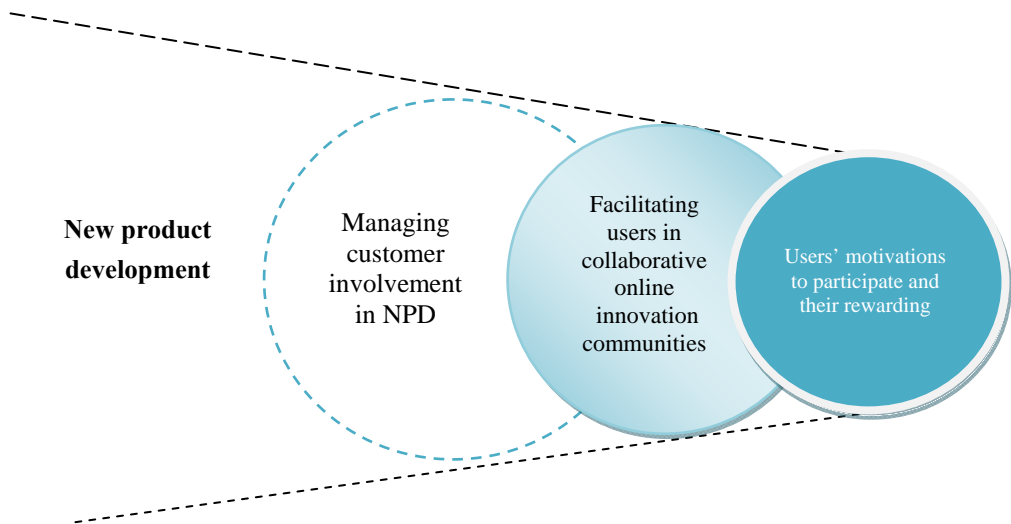 New product
development
Managing
customer
involvement
in NPD
Facilitating
users in
collaborative
online
innovation
communities
Users’ motivations
to participate and
their rewarding